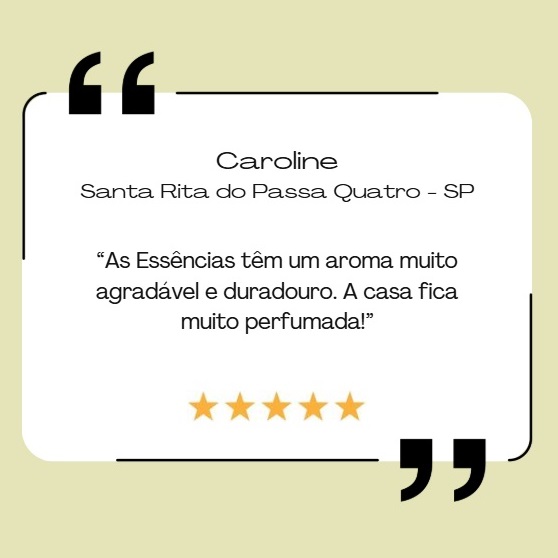 Caroline
Santa Rita do Passa Quatro - SP
“As Essências têm um aroma muito
agradável e duradouro. A casa fica
muito perfumada!”